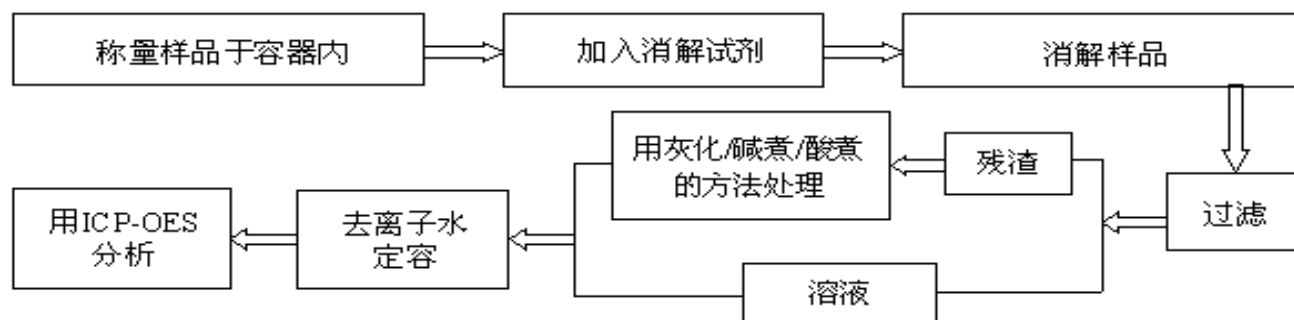 称量样品于容器内
加入消解试剂
消解样品
过滤
残渣
用灰化/碱煮/酸煮
的方法处理
溶液
去离子水
定容
用ICP-OES
分析